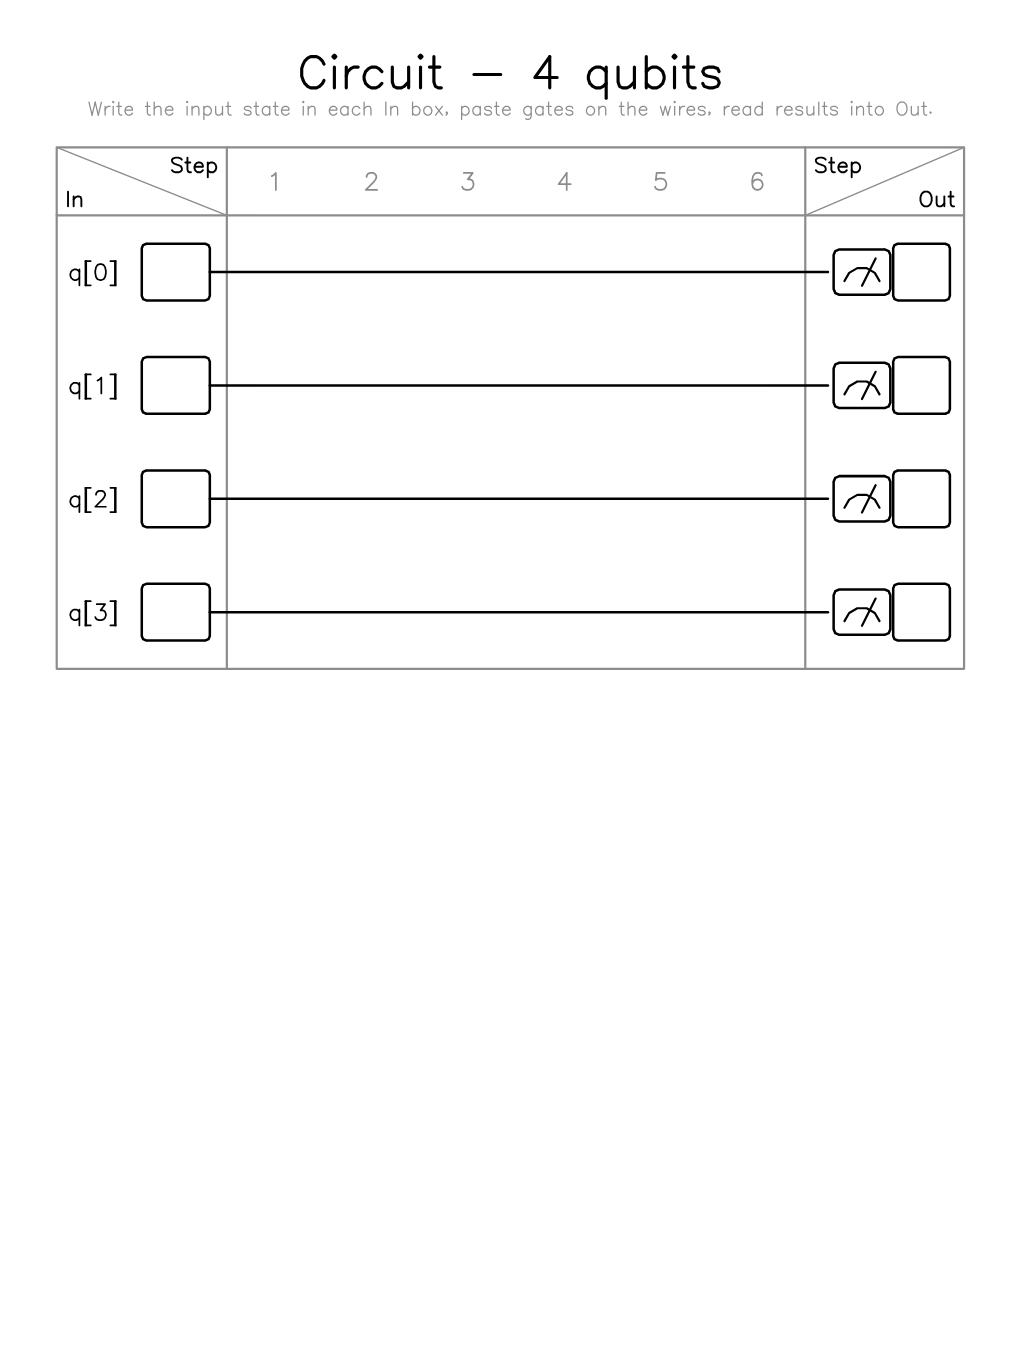 Circuit – 4 qubits
Write the input state in each In box, paste gates on the wires, read results into Out.
Step 1 2 3 4 5 6 Step
In Out
q[0]
q[1]
q[2]
q[3]